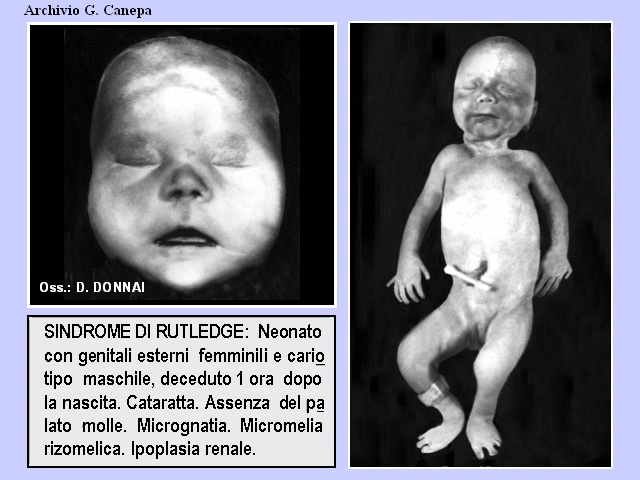 Archivio G. Canepa
Oss.: D. DONNAI
SINDROME DI RUTLEDGE: Neonato
con genitali esterni femminili e cario
tipo maschile, deceduto 1 ora dopo
la nascita. Cataratta. Assenza del pa
lato molle. Micrognatia. Micromelia
rizomelica. Ipoplasia renale.